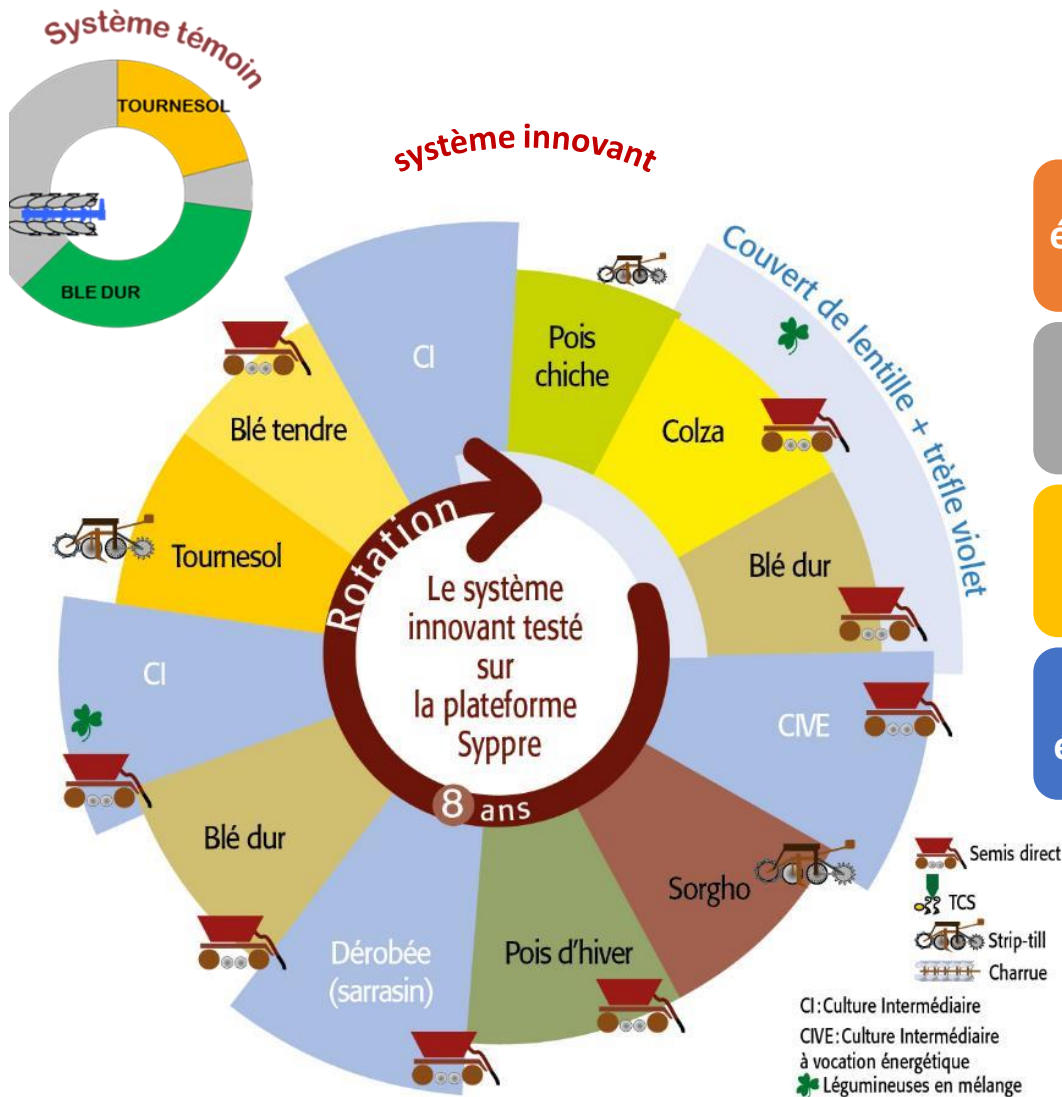 Système témoin
TOURNESOL
BLE DUR
système innovant
Couvert de lentille + trèfle violet
CI
Pois
chiche
Colza
Blé dur
CIVE
Sorgho
Pois d'hiver
Dérobée
(sarrasin)
Blé dur
CI
Tournesol
Blé tendre
Rotation
Le système
innovant testé
sur
la plateforme
Syppre
8 ans
é
e
Semis direct
TCS
Strip-till
Charrue
CI : Culture Intermédiaire
CIVE : Culture Intermédiaire
à vocation énergétique
Légumineuses en mélange